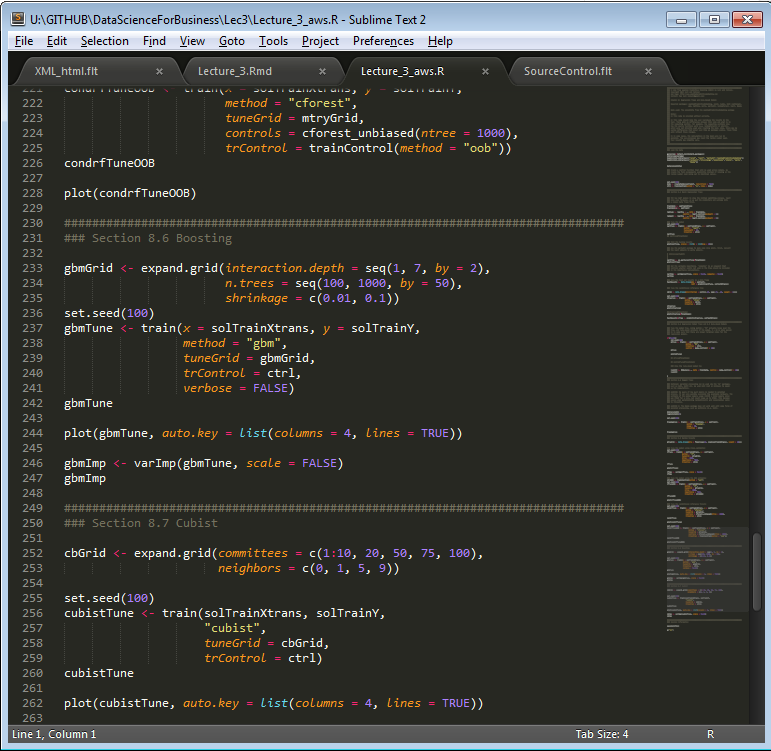 U:\GITHUB\DataScienceForBusiness\Lec3\Lecture_3_aws.R - Sublime Text 2
File Edit Selection Find View Goto Tools Project Preferences Help
XML_html.flt × Lecture_3.Rmd × Lecture_3_aws.R × SourceControl.flt ×
221 condrfTuneOOB <- train(x = solTrainXtrans, y = solTrainY,
222 method = "cforest",
223 tuneGrid = mtryGrid,
224 controls = cforest_unbiased(ntree = 1000),
225 trControl = trainControl(method = "oob"))
226 condrfTuneOOB
227
228 plot(condrfTuneOOB)
229
230 ################################################################################
231 ### Section 8.6 Boosting
232
233 gbmGrid <- expand.grid(interaction.depth = seq(1, 7, by = 2),
234 n.trees = seq(100, 1000, by = 50),
235 shrinkage = c(0.01, 0.1))
236 set.seed(100)
237 gbmTune <- train(x = solTrainXtrans, y = solTrainY,
238 method = "gbm",
239 tuneGrid = gbmGrid,
240 trControl = ctrl,
241 verbose = FALSE)
242 gbmTune
243
244 plot(gbmTune, auto.key = list(columns = 4, lines = TRUE))
245
246 gbmImp <- varImp(gbmTune, scale = FALSE)
247 gbmImp
248
249 ################################################################################
250 ### Section 8.7 Cubist
251
252 cbGrid <- expand.grid(committees = c(1:10, 20, 50, 75, 100),
253 neighbors = c(0, 1, 5, 9))
254
255 set.seed(100)
256 cubistTune <- train(solTrainXtrans, solTrainY,
257 "cubist",
258 tuneGrid = cbGrid,
259 trControl = ctrl)
260 cubistTune
261
262 plot(cubistTune, auto.key = list(columns = 4, lines = TRUE))
263
Line 1, Column 1 Tab Size: 4 R